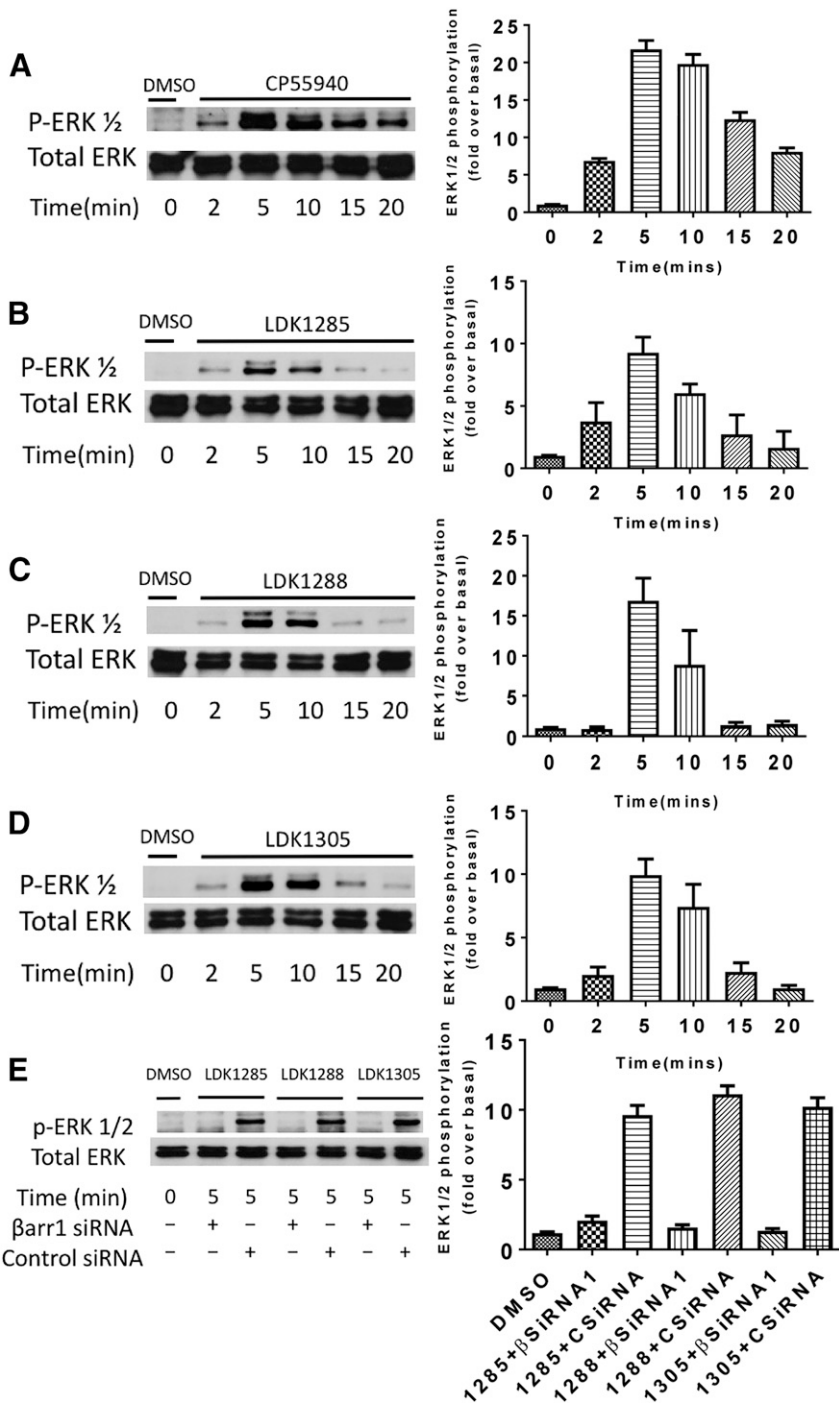 A
DMSO
CP55940
P-ERK ½
Total ERK
Time(min) 0 2 5 10 15 20
ERK1/2 phosphorylation
(fold over basal)
25
20
15
10
5
0
0 2 5 10 15 20
Time(mins)
B
DMSO
LDK1285
P-ERK ½
Total ERK
Time(min) 0 2 5 10 15 20
ERK1/2 phosphorylation
(fold over basal)
15
10
5
0
0 2 5 10 15 20
Time(mins)
C
DMSO
LDK1288
P-ERK ½
Total ERK
Time(min) 0 2 5 10 15 20
ERK1/2 phosphorylation
(fold over basal)
25
20
15
10
5
0
0 2 5 10 15 20
Time(mins)
D
DMSO
LDK1305
P-ERK ½
Total ERK
Time(min) 0 2 5 10 15 20
ERK1/2 phosphorylation
(fold over basal)
15
10
5
0
0 2 5 10 15 20
Time(mins)
E
DMSO LDK1285 LDK1288 LDK1305
p-ERK 1/2
Total ERK
Time (min) 0 5 5 5 5 5 5
βarr1 siRNA − + − + − + −
Control siRNA − − + − + − +
ERK1/2 phosphorylation
(fold over basal)
15
10
5
0
DMSO
1285+βSiRNA1
1285+CSiRNA
1288+βSiRNA1
1288+CSiRNA
1305+βSiRNA1
1305+CSiRNA